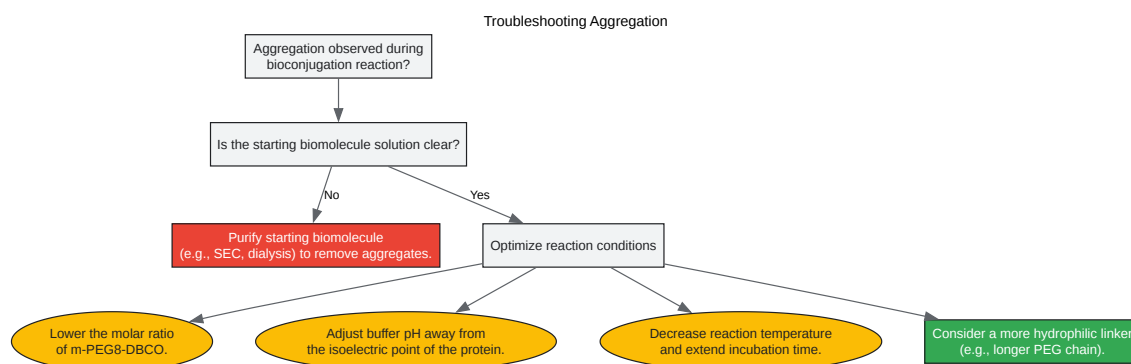 Troubleshooting Aggregation
Aggregation observed during
bioconjugation reaction?
Is the starting biomolecule solution clear?
No
Yes
Purify starting biomolecule
(e.g., SEC, dialysis) to remove aggregates.
Optimize reaction conditions
Lower the molar ratio
of m-PEG8-DBCO.
Adjust buffer pH away from
the isoelectric point of the protein.
Decrease reaction temperature
and extend incubation time.
Consider a more hydrophilic linker
(e.g., longer PEG chain).